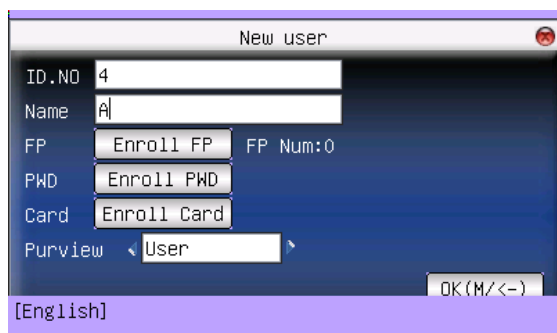 New user
ID.NO 4
Name A
FP Enroll FP FP Num:0
PWD Enroll PWD
Card Enroll Card
Purview User
OK(M/<-)
[English]